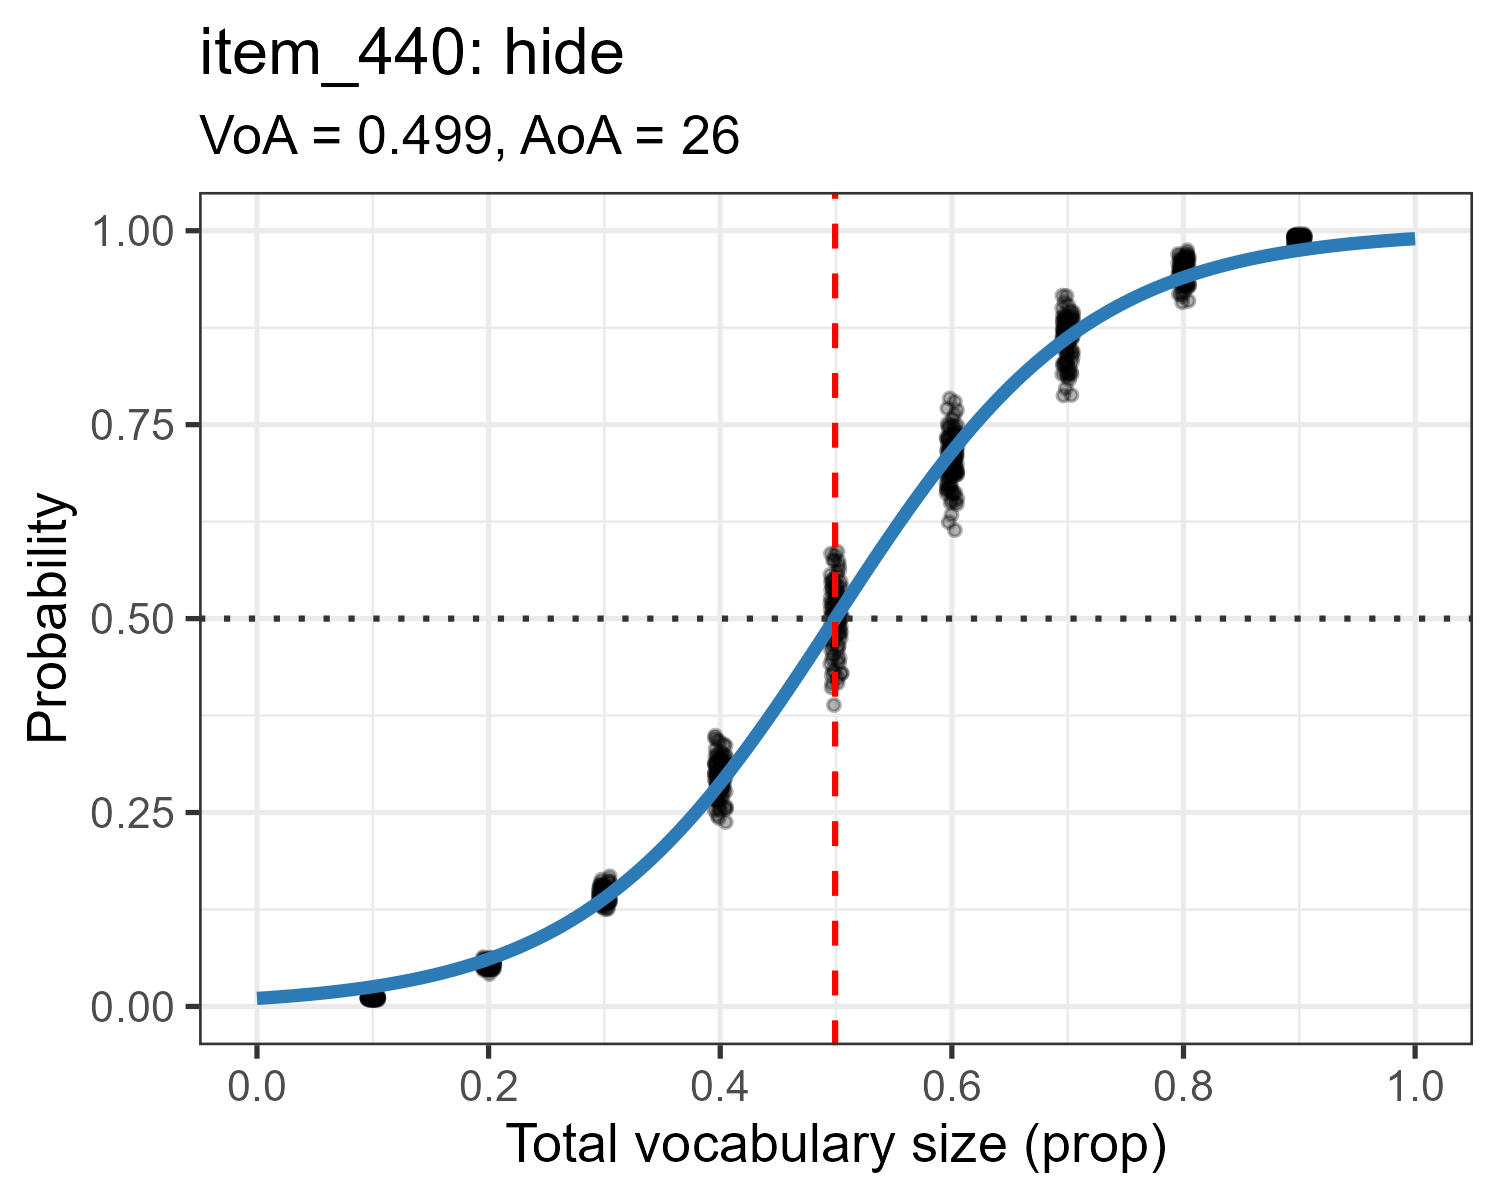 item_440: hide
VoA = 0.499, AoA = 26
Probability
1.00
0.75
0.50
0.25
0.00
0.0 0.2 0.4 0.6 0.8 1.0
Total vocabulary size (prop)